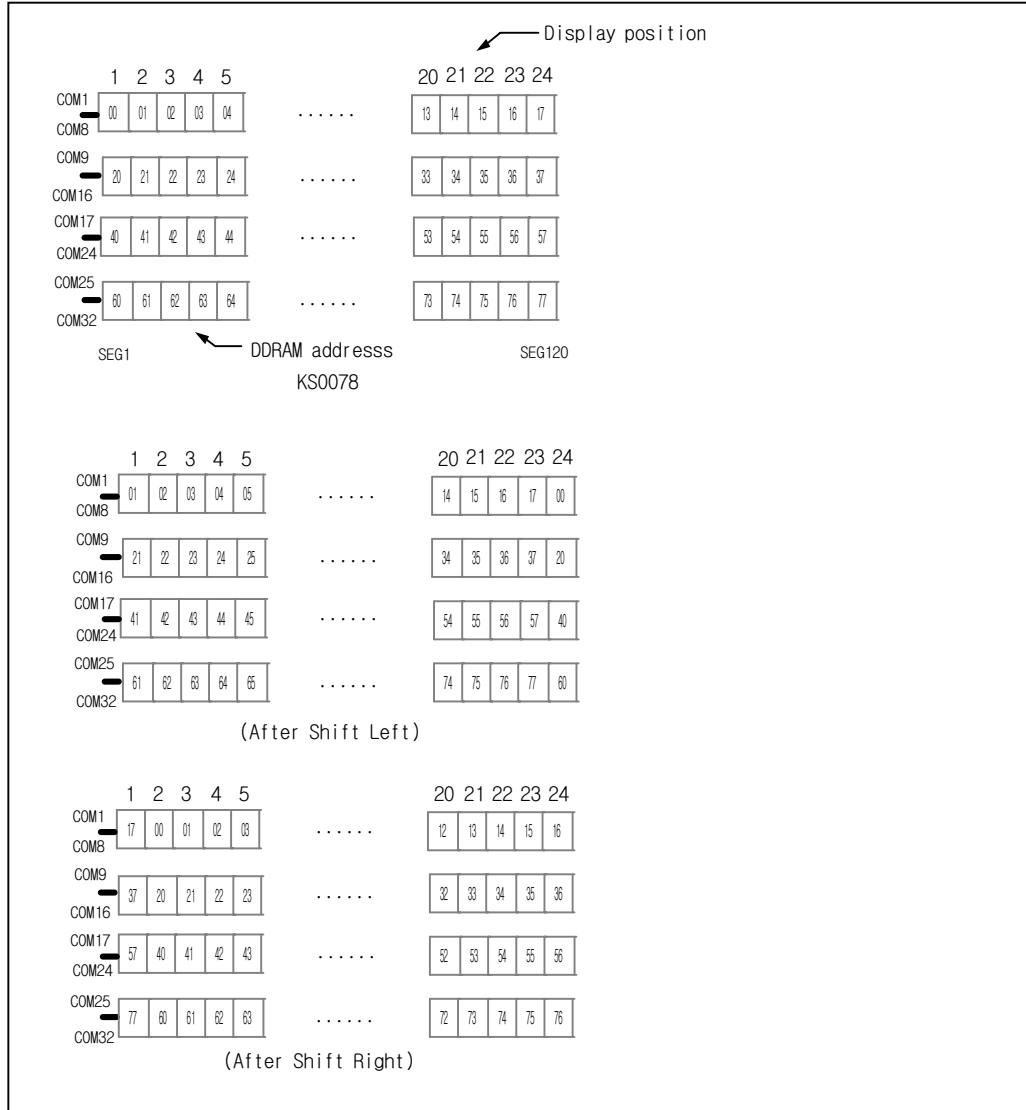 Display position
1 2 3 4 5 20 21 22 23 24
COM1
00 01 02 03 04 ...... 13 14 15 16 17
COM8
COM9
20 21 22 23 24 ...... 33 34 35 36 37
COM16
COM17
40 41 42 43 44 ...... 53 54 55 56 57
COM24
COM25
60 61 62 63 64 ...... 73 74 75 76 77
COM32
SEG1 DDRAM addresss SEG120
KS0078
1 2 3 4 5 20 21 22 23 24
COM1
01 02 03 04 05 ...... 14 15 16 17 00
COM8
COM9
21 22 23 24 25 ...... 34 35 36 37 20
COM16
COM17
41 42 43 44 45 ...... 54 55 56 57 40
COM24
COM25
61 62 63 64 65 ...... 74 75 76 77 60
COM32
(After Shift Left)
1 2 3 4 5 20 21 22 23 24
COM1
17 00 01 02 03 ...... 12 13 14 15 16
COM8
COM9
37 20 21 22 23 ...... 32 33 34 35 36
COM16
COM17
57 40 41 42 43 ...... 52 53 54 55 56
COM24
COM25
77 60 61 62 63 ...... 72 73 74 75 76
COM32
(After Shift Right)